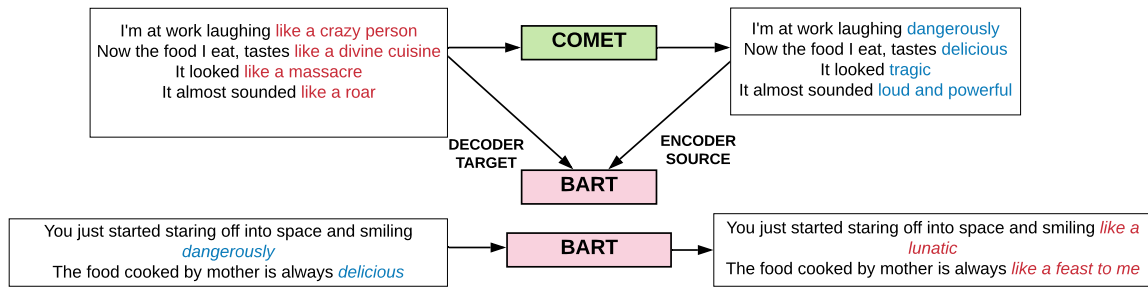 I'm at work laughing like a crazy person
Now the food I eat, tastes like a divine cuisine
It looked like a massacre
It almost sounded like a roar
COMET
I'm at work laughing dangerously
Now the food I eat, tastes delicious
It looked tragic
It almost sounded loud and powerful
DECODER
TARGET
ENCODER
SOURCE
BART
You just started staring off into space and smiling
dangerously
The food cooked by mother is always delicious
BART
You just started staring off into space and smiling like a
lunatic
The food cooked by mother is always like a feast to me